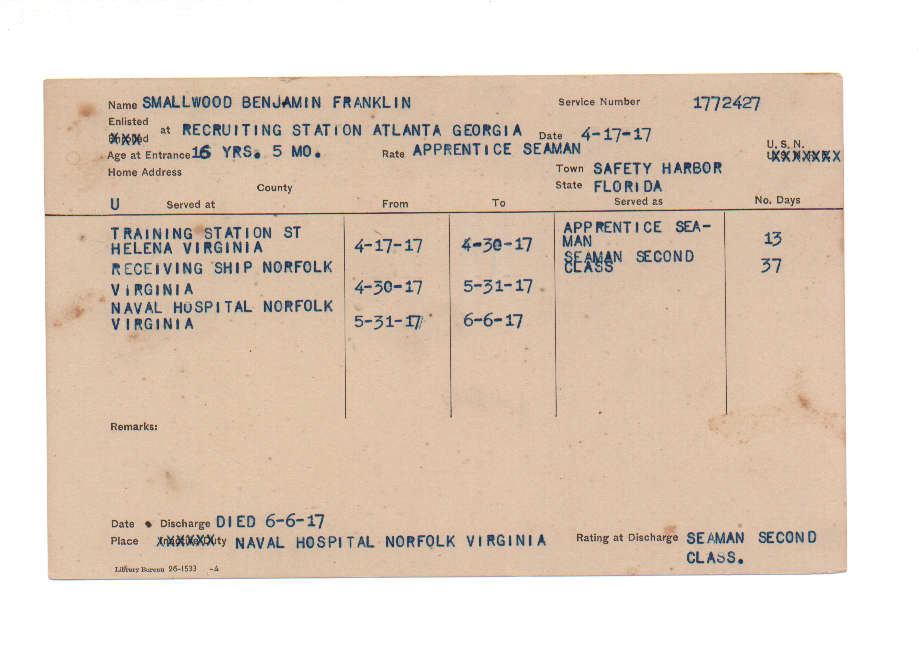 Name SMALLWOOD BENJAMIN FRANKLIN Service Number 1772427
Enlisted
at RECRUITING STATION ATLANTA GEORGIA Date 4-17-17
U.S.N.
Age at Entrance 16 YRS. 5 MO. Rate APPRENTICE SEAMAN
Home Address Town SAFETY HARBOR
County State FLORIDA
U Served at From To Served as No. Days
TRAINING STATION ST APPRENTICE SEA-
HELENA VIRGINIA 4-17-17 4-30-17 MAN 13
RECEIVING SHIP NORFOLK SEAMAN SECOND
CLASS 37
VIRGINIA 4-30-17 5-31-17
NAVAL HOSPITAL NORFOLK
VIRGINIA 5-31-17 6-6-17
Remarks:
Date Discharge DIED 6-6-17
Place NAVAL HOSPITAL NORFOLK VIRGINIA Rating at Discharge SEAMAN SECOND
CLASS.
Library Bureau 26-1533 -A